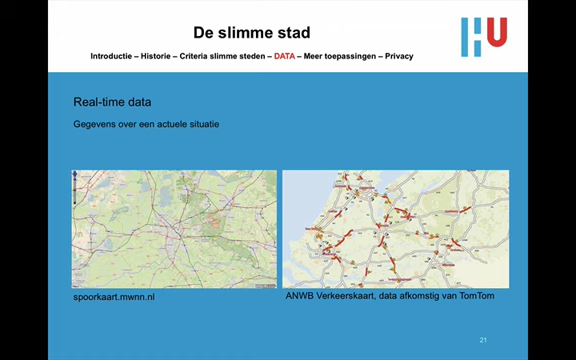 De slimme stad
HU
Introductie – Historie – Criteria slimme steden – DATA – Meer toepassingen – Privacy
Real-time data
Gegevens over een actuele situatie
spoorkaart.mwnn.nl
ANWB Verkeerskaart, data afkomstig van TomTom
21